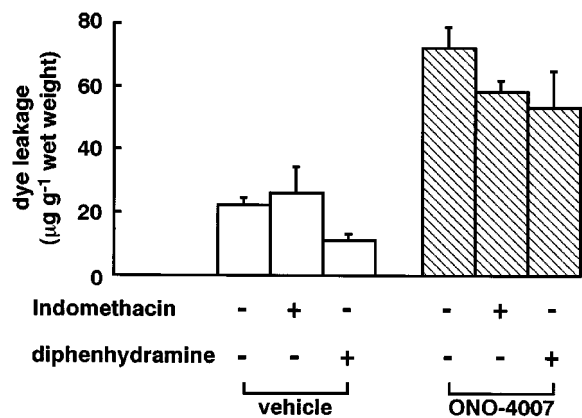 80
60
40
20
0
dye leakage
(μg g-1 wet weight)
Indomethacin - + - - + -
diphenhydramine - - + - - +
vehicle ONO-4007